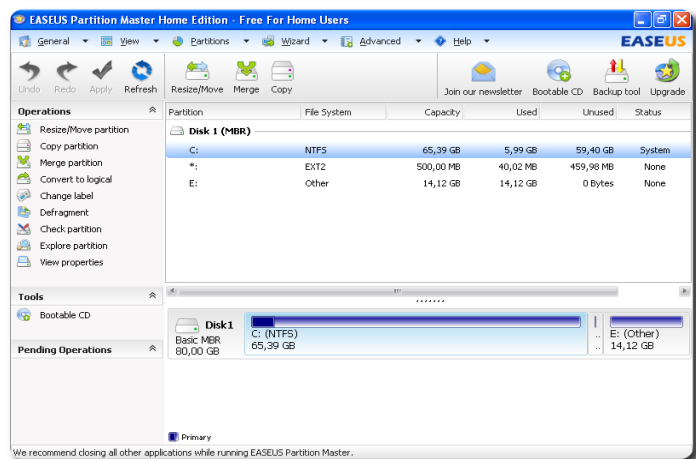 EASEUS Partition Master Home Edition - Free For Home Users
General View Partitions Wizard Advanced Help EASEUS
Undo Redo Apply Refresh Resize/Move Merge Copy Join our newsletter Bootable CD Backup tool Upgrade
Operations
Resize/Move partition
Copy partition
Merge partition
Convert to logical
Change label
Defragment
Check partition
Explore partition
View properties
Tools
Bootable CD
Pending Operations
Partition File System Capacity Used Unused Status
Disk 1 (MBR)
C: NTFS 65,39 GB 5,99 GB 59,40 GB System
*: EXT2 500,00 MB 40,02 MB 459,98 MB None
E: Other 14,12 GB 14,12 GB 0 Bytes None
Disk1
Basic MBR
80,00 GB
C: (NTFS)
65,39 GB
..
..
E: (Other)
14,12 GB
Primary
We recommend closing all other applications while running EASEUS Partition Master.